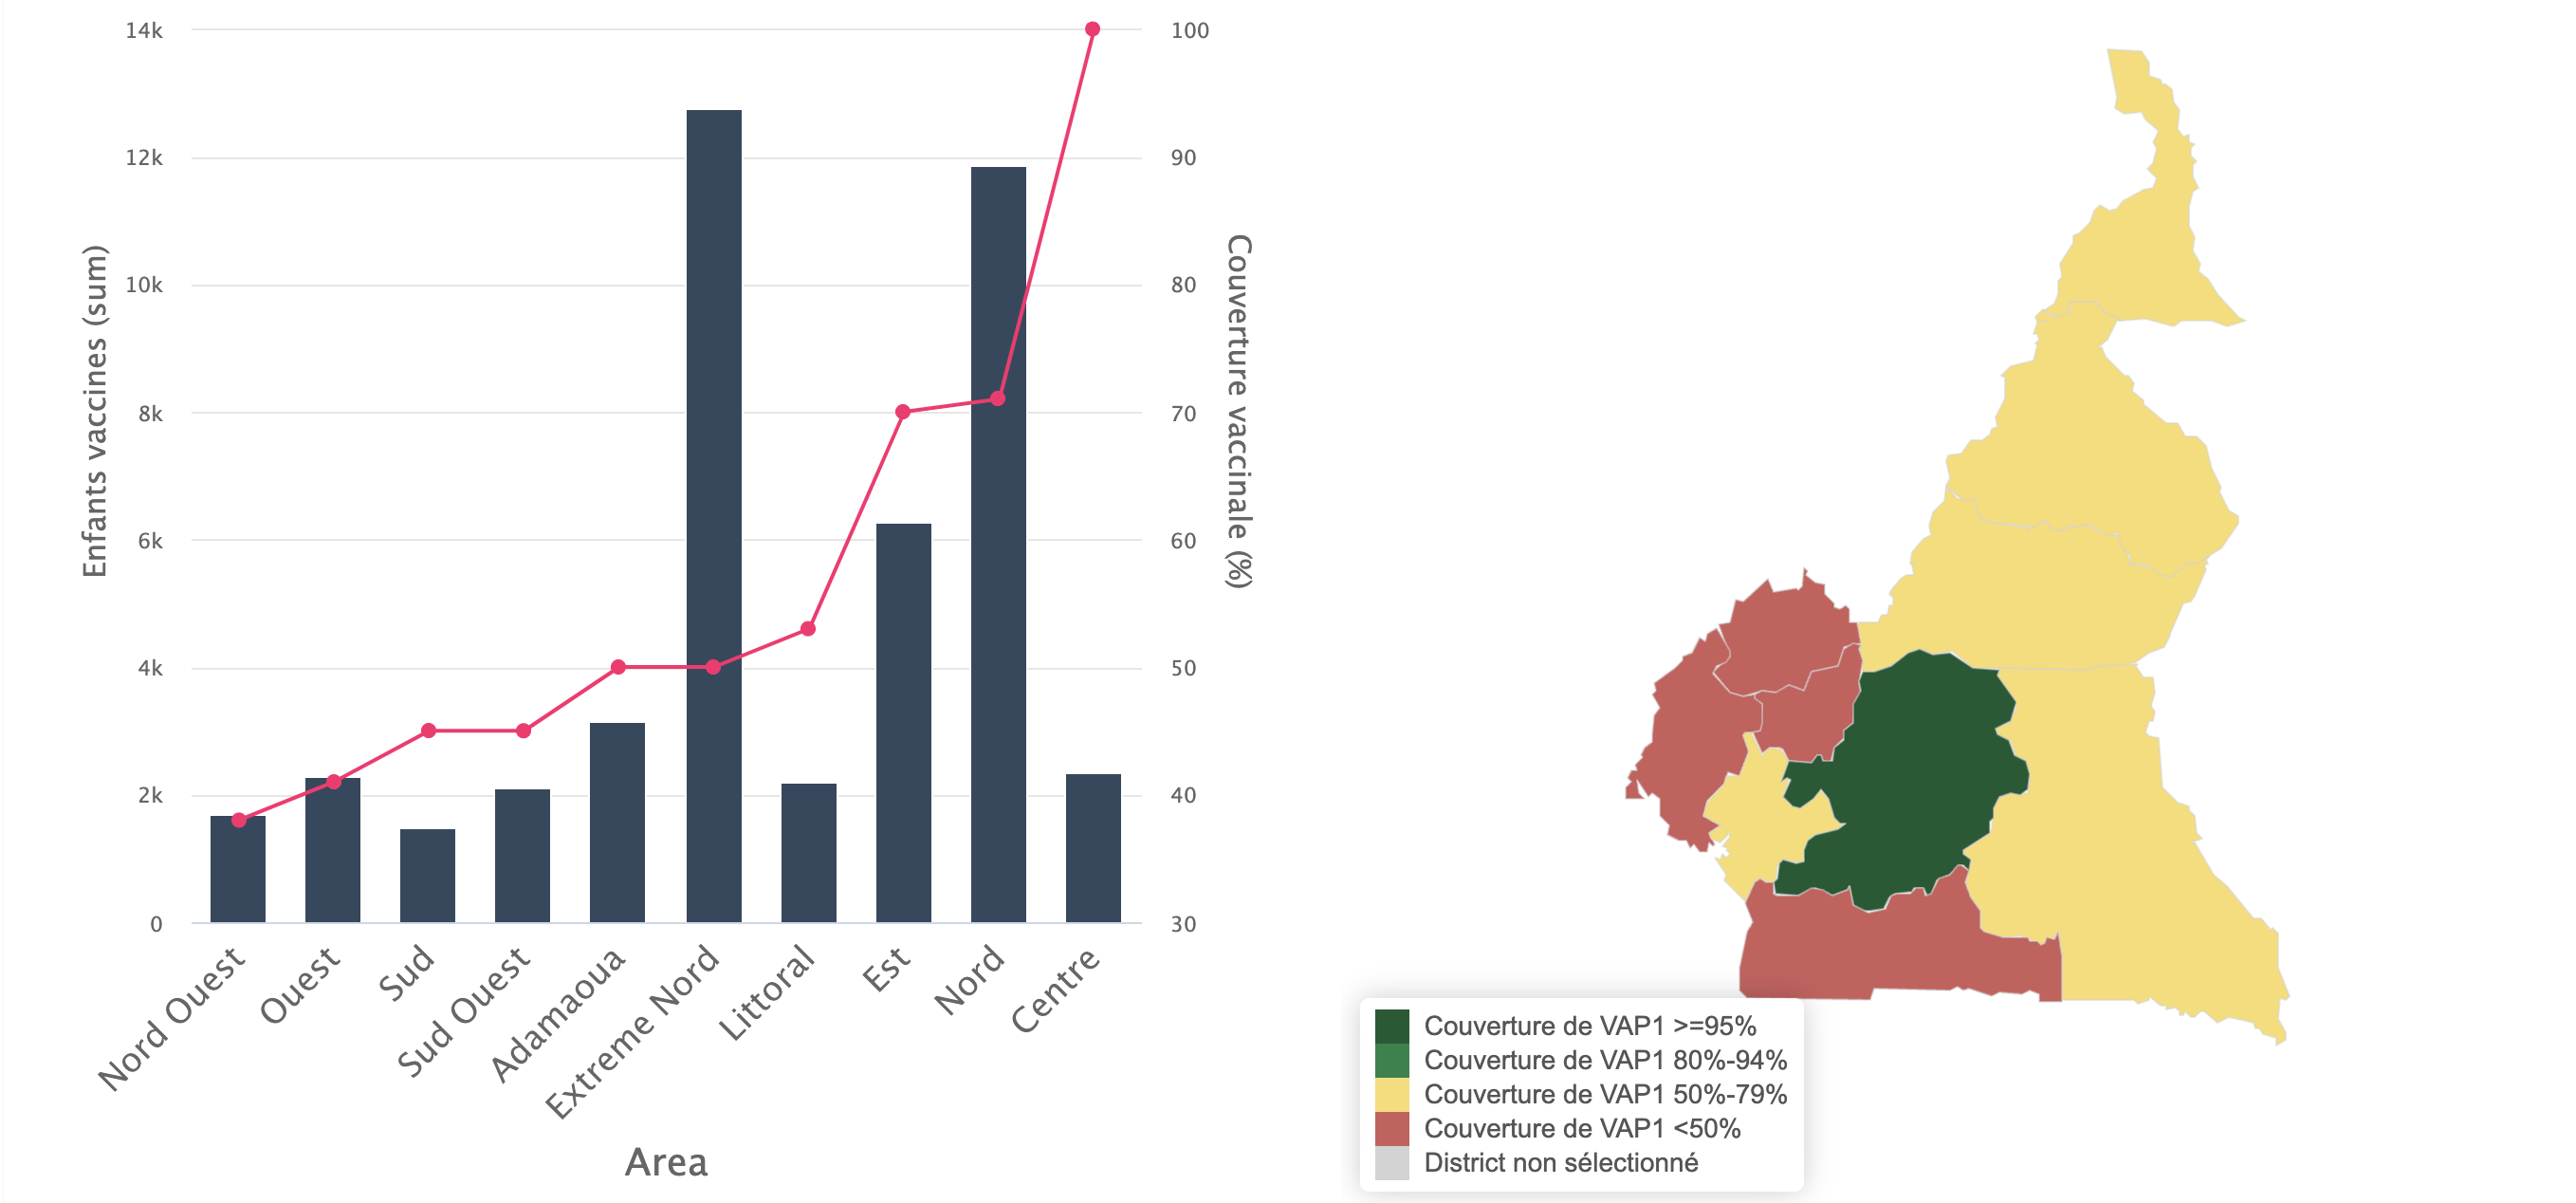 14k
12k
10k
8k
6k
4k
2k
0
Enfants vaccines (sum)
100
90
80
70
60
50
40
30
Couverture vaccinale (%)
Nord Ouest
Ouest
Sud
Sud Ouest
Adamaoua
Extreme Nord
Littoral
Est
Nord
Centre
Area
Couverture de VAP1 >=95%
Couverture de VAP1 80%-94%
Couverture de VAP1 50%-79%
Couverture de VAP1 <50%
District non sélectionné